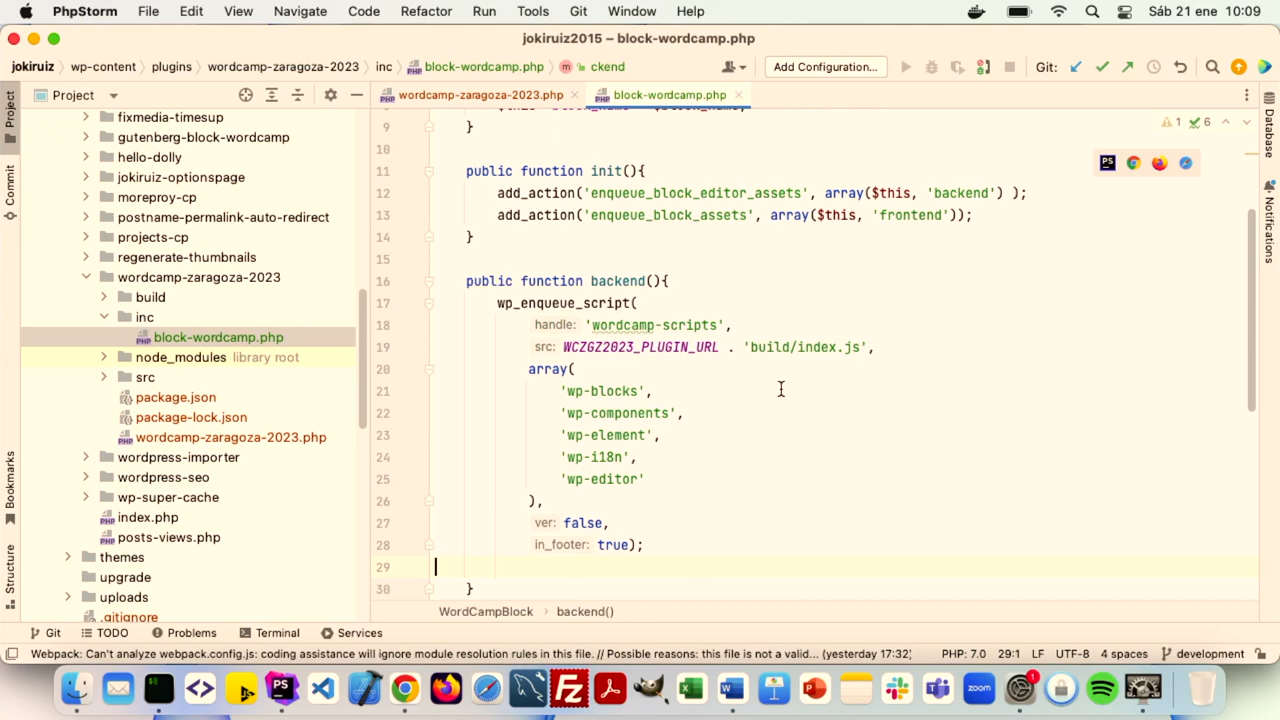 PhpStorm File Edit View Navigate Code Refactor Run Tools Git Window Help Sáb 21 ene 10:09
jokiruiz2015 – block-wordcamp.php
jokiruiz wp-content plugins wordcamp-zaragoza-2023 inc block-wordcamp.php m ckend Add Configuration... Git:
Project
wordcamp-zaragoza-2023.php block-wordcamp.php
Project
Commit
Bookmarks
Structure
fixmedia-timesup
gutenberg-block-wordcamp
hello-dolly
jokiruiz-optionspage
moreproy-cp
postname-permalink-auto-redirect
projects-cp
regenerate-thumbnails
wordcamp-zaragoza-2023
build
inc
block-wordcamp.php
node_modules library root
src
package.json
package-lock.json
wordcamp-zaragoza-2023.php
wordpress-importer
wordpress-seo
wp-super-cache
index.php
posts-views.php
themes
upgrade
uploads
.gitignore
1 6
9 }
10
11 public function init(){
12 add_action('enqueue_block_editor_assets', array($this, 'backend') );
13 add_action('enqueue_block_assets', array($this, 'frontend'));
14 }
15
16 public function backend(){
17 wp_enqueue_script(
18 handle: 'wordcamp-scripts',
19 src: WCZGZ2023_PLUGIN_URL . 'build/index.js',
20 array(
21 'wp-blocks',
22 'wp-components',
23 'wp-element',
24 'wp-i18n',
25 'wp-editor'
26 ),
27 ver: false,
28 in_footer: true);
29
30 }
WordCampBlock backend()
Database
Notifications
Git TODO Problems Terminal Services
Webpack: Can't analyze webpack.config.js: coding assistance will ignore module resolution rules in this file. // Possible reasons: this file is not a valid... (yesterday 17:32) PHP: 7.0 29:1 LF UTF-8 4 spaces development
zoom
1